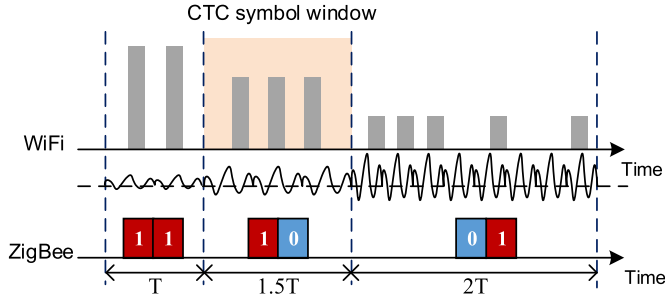 CTC symbol window
WiFi
Time
ZigBee
1 1 1 0 0 1
Time
T 1.5T 2T